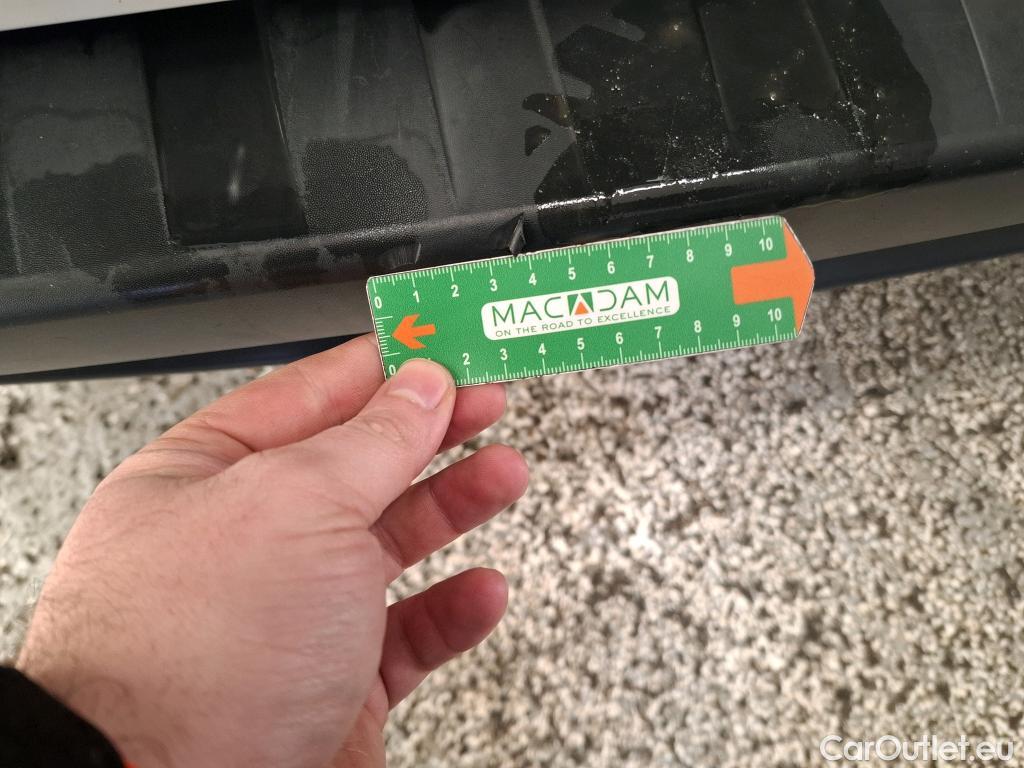 0 1 2 3 4 5 6 7 8 9 10
MACADAM
ON THE ROAD TO EXCELLENCE
0 2 3 4 5 6 7 8 9 10
CarOutlet.eu